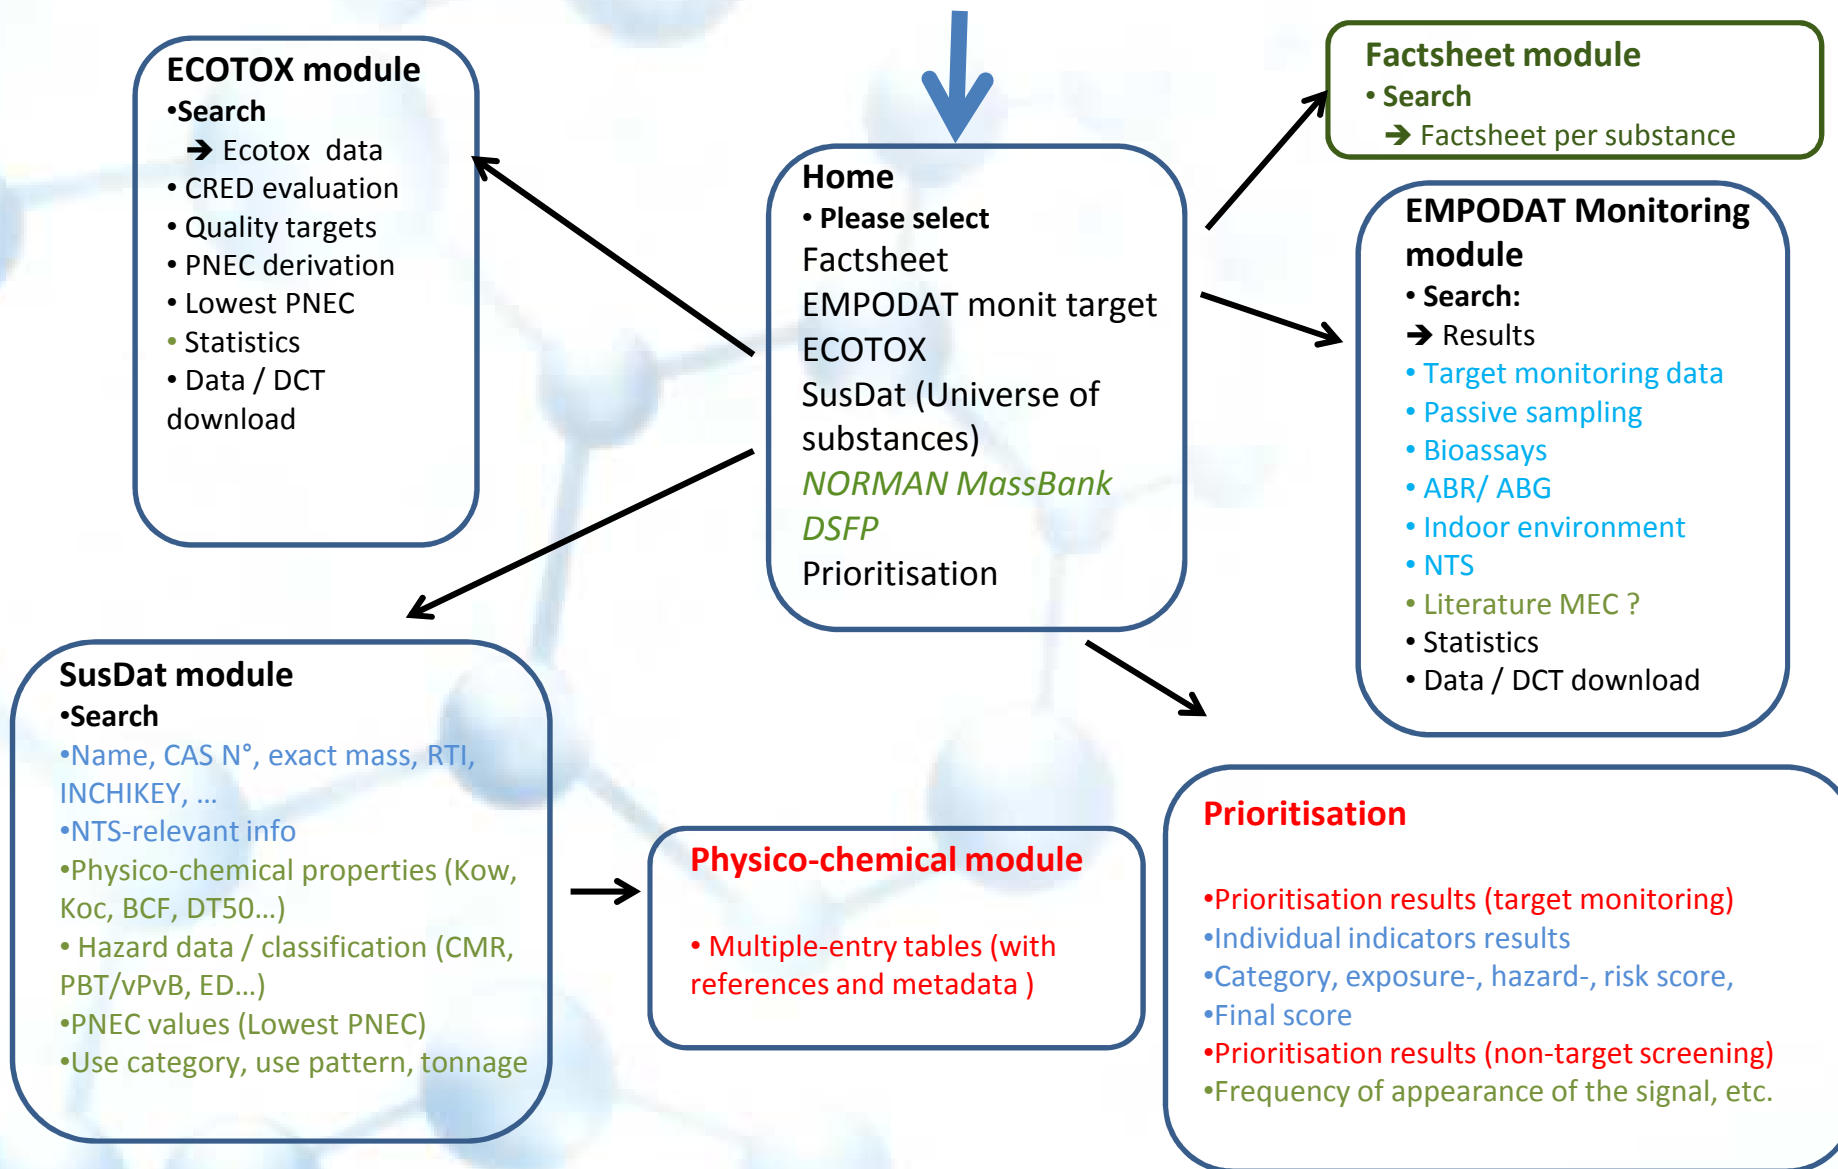 ECOTOX module
•Search
➔ Ecotox data
• CRED evaluation
• Quality targets
• PNEC derivation
• Lowest PNEC
• Statistics
• Data / DCT
download
Home
• Please select
Factsheet
EMPODAT monit target
ECOTOX
SusDat (Universe of
substances)
NORMAN MassBank
DSFP
Prioritisation
Factsheet module
• Search
➔ Factsheet per substance
EMPODAT Monitoring
module
• Search:
➔ Results
• Target monitoring data
• Passive sampling
• Bioassays
• ABR/ ABG
• Indoor environment
• NTS
• Literature MEC ?
• Statistics
• Data / DCT download
SusDat module
•Search
•Name, CAS N°, exact mass, RTI,
INCHIKEY, ...
•NTS-relevant info
•Physico-chemical properties (Kow,
Koc, BCF, DT50...)
• Hazard data / classification (CMR,
PBT/vPvB, ED...)
•PNEC values (Lowest PNEC)
•Use category, use pattern, tonnage
Physico-chemical module
• Multiple-entry tables (with
references and metadata )
Prioritisation
•Prioritisation results (target monitoring)
•Individual indicators results
•Category, exposure-, hazard-, risk score,
•Final score
•Prioritisation results (non-target screening)
•Frequency of appearance of the signal, etc.